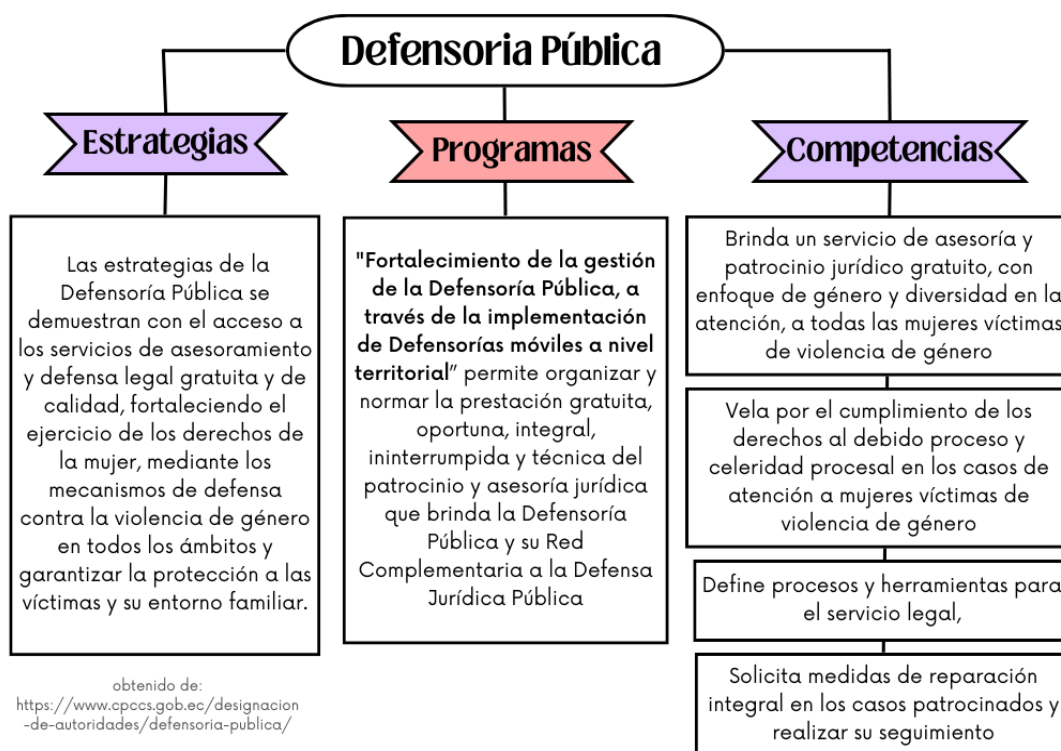 Defensoria Pública
Estrategias
Las estrategias de la
Defensoría Pública se
demuestran con el acceso a
los servicios de asesoramiento
y defensa legal gratuita y de
calidad, fortaleciendo el
ejercicio de los derechos de
la mujer, mediante los
mecanismos de defensa
contra la violencia de género
en todos los ámbitos y
garantizar la protección a las
víctimas y su entorno familiar.
obtenido de:
https://www.cpccs.gob.ec/designacion
-de-autoridades/defensoria-publica/
Programas
"Fortalecimiento de la gestión
de la Defensoría Pública, a
través de la implementación
de Defensorías móviles a nivel
territorial” permite organizar y
normar la prestación gratuita,
oportuna, integral,
ininterrumpida y técnica del
patrocinio y asesoría jurídica
que brinda la Defensoría
Pública y su Red
Complementaria a la Defensa
Jurídica Pública
Competencias
Brinda un servicio de asesoría y
patrocinio jurídico gratuito, con
enfoque de género y diversidad en la
atención, a todas las mujeres víctimas
de violencia de género
Vela por el cumplimiento de los
derechos al debido proceso y
celeridad procesal en los casos de
atención a mujeres víctimas de
violencia de género
Define procesos y herramientas para
el servicio legal,
Solicita medidas de reparación
integral en los casos patrocinados y
realizar su seguimiento